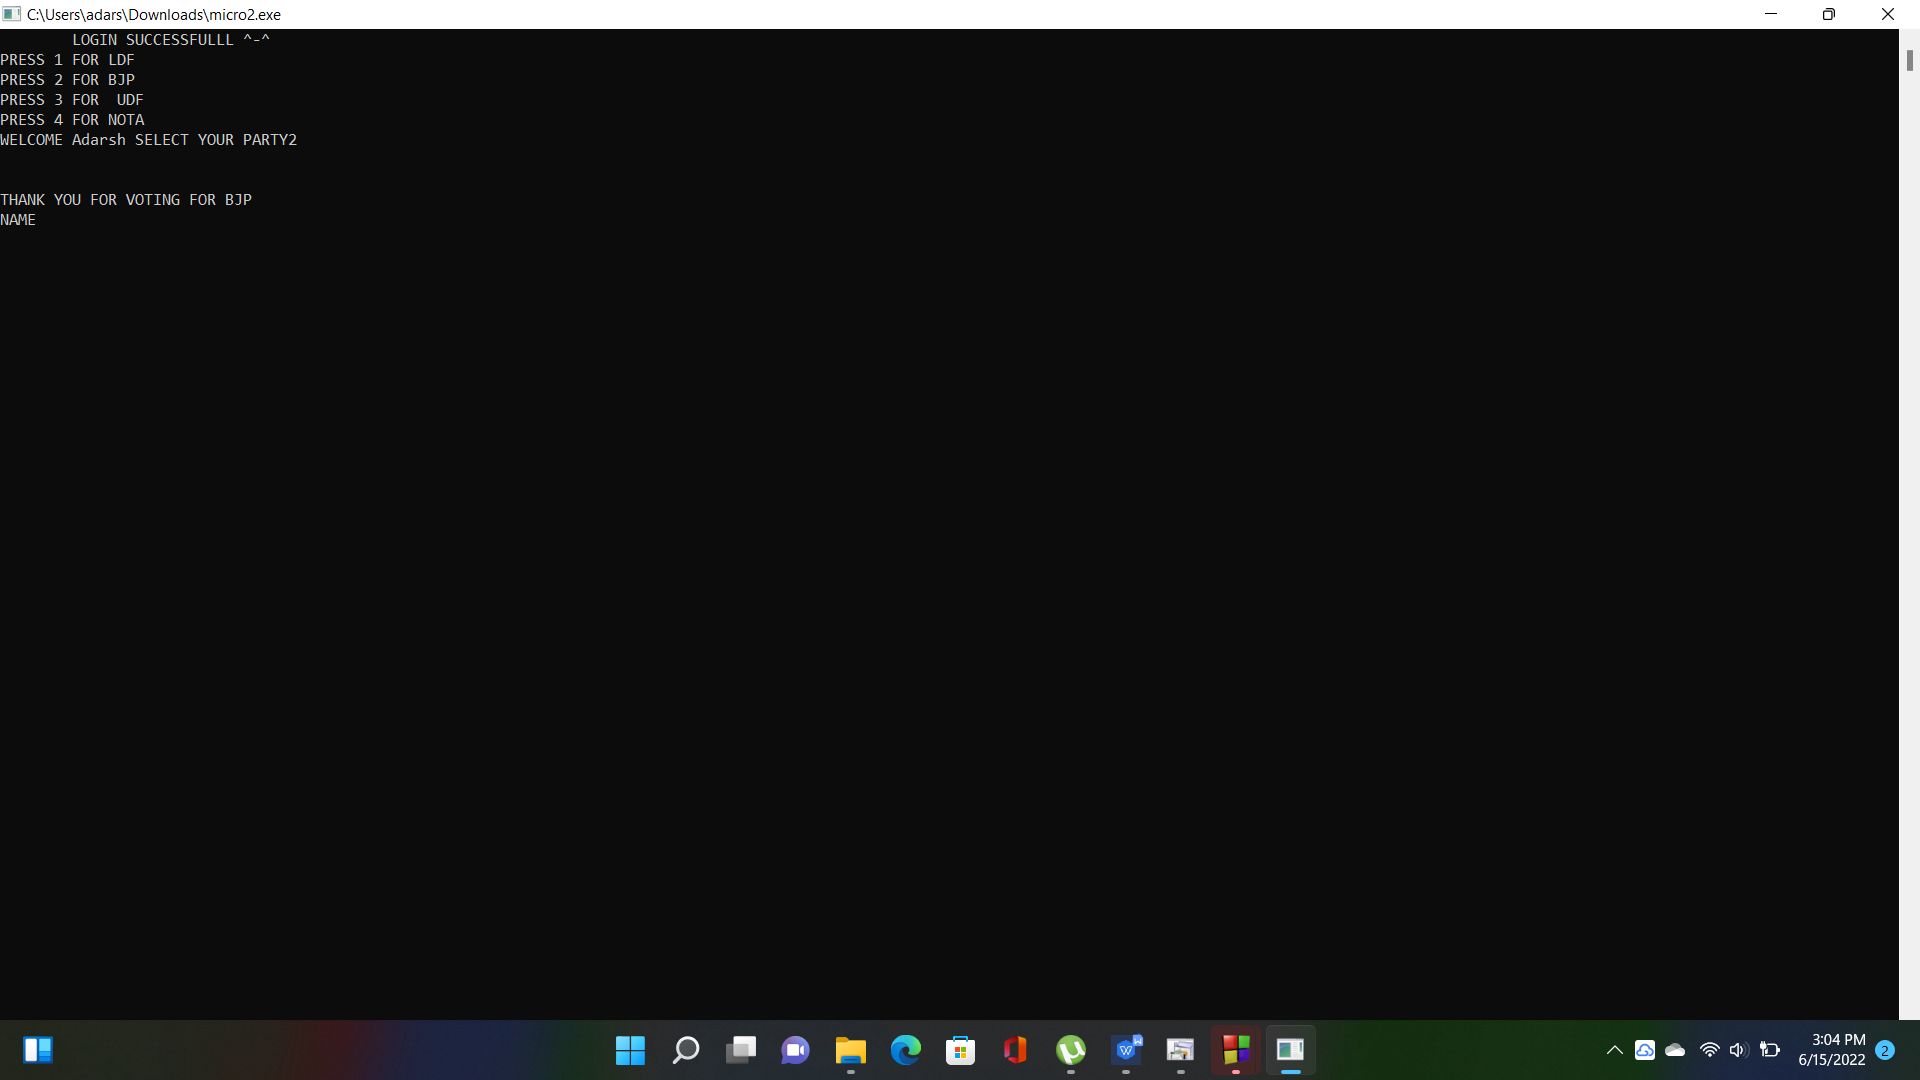 C:\Users\adars\Downloads\micro2.exe
LOGIN SUCCESSFULLL ^-^
PRESS 1 FOR LDF
PRESS 2 FOR BJP
PRESS 3 FOR  UDF
PRESS 4 FOR NOTA
WELCOME Adarsh SELECT YOUR PARTY2
THANK YOU FOR VOTING FOR BJP
NAME
3:04 PM
6/15/2022
2